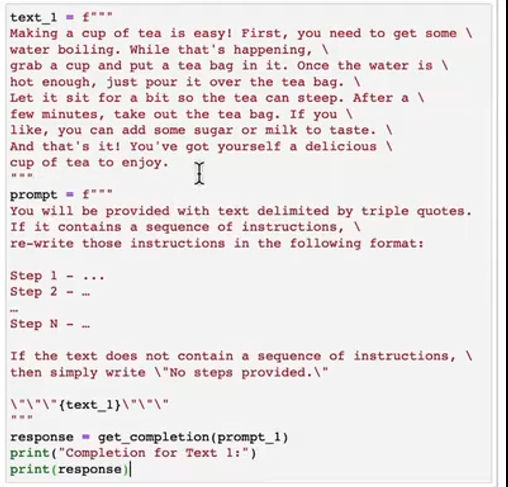 text_1 = f"""
Making a cup of tea is easy! First, you need to get some \
water boiling. While that's happening, \
grab a cup and put a tea bag in it. Once the water is \
hot enough, just pour it over the tea bag. \
Let it sit for a bit so the tea can steep. After a \
few minutes, take out the tea bag. If you \
like, you can add some sugar or milk to taste. \
And that's it! You've got yourself a delicious \
cup of tea to enjoy.
"""
prompt = f"""
You will be provided with text delimited by triple quotes.
If it contains a sequence of instructions, \
re-write those instructions in the following format:
Step 1 - ...
Step 2 - …
…
Step N - …
If the text does not contain a sequence of instructions, \
then simply write \"No steps provided.\"
\"\"\"{text_1}\"\"\"
"""
response = get_completion(prompt_1)
print("Completion for Text 1:")
print(response)